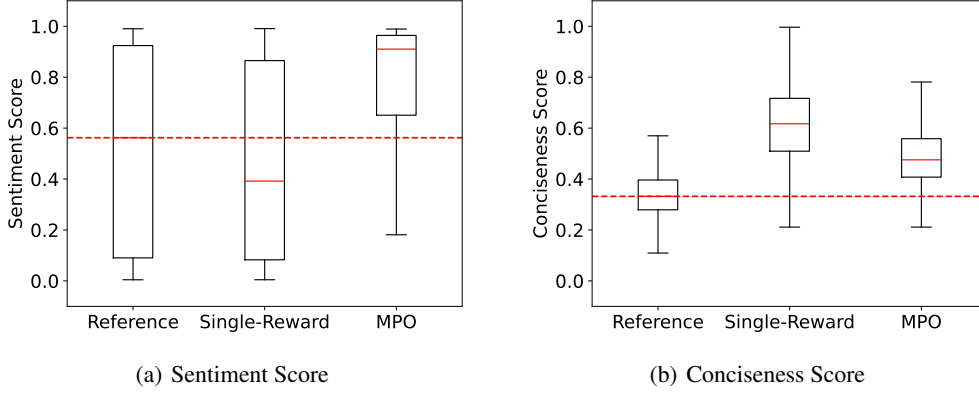 Sentiment Score
1.0
0.8
0.6
0.4
0.2
0.0
Reference Single-Reward MPO
(a) Sentiment Score
Conciseness Score
1.0
0.8
0.6
0.4
0.2
0.0
Reference Single-Reward MPO
(b) Conciseness Score